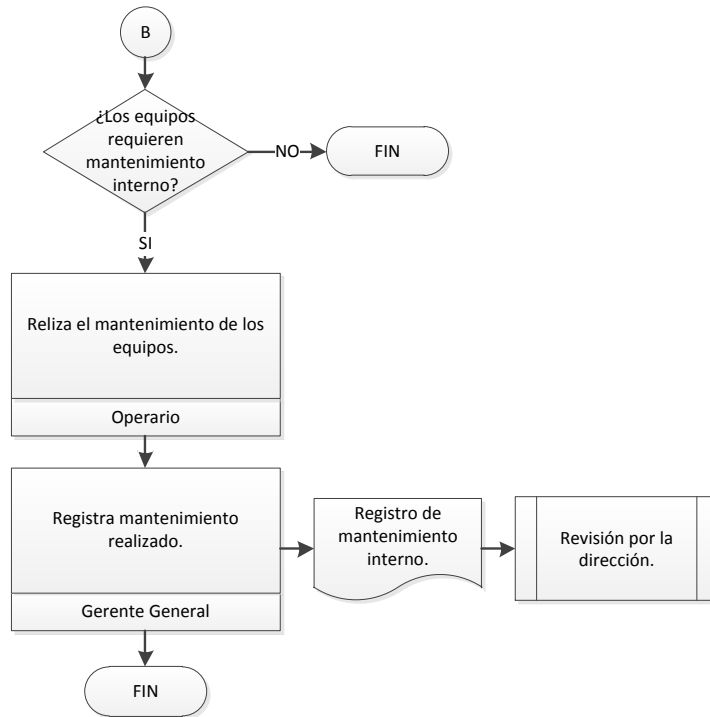 B
¿Los equipos
requieren
mantenimiento
interno?
NO
FIN
SI
Reliza el mantenimiento de los
equipos.
Operario
Registra mantenimiento
realizado.
Gerente General
Registro de
mantenimiento
interno.
Revisión por la
dirección.
FIN